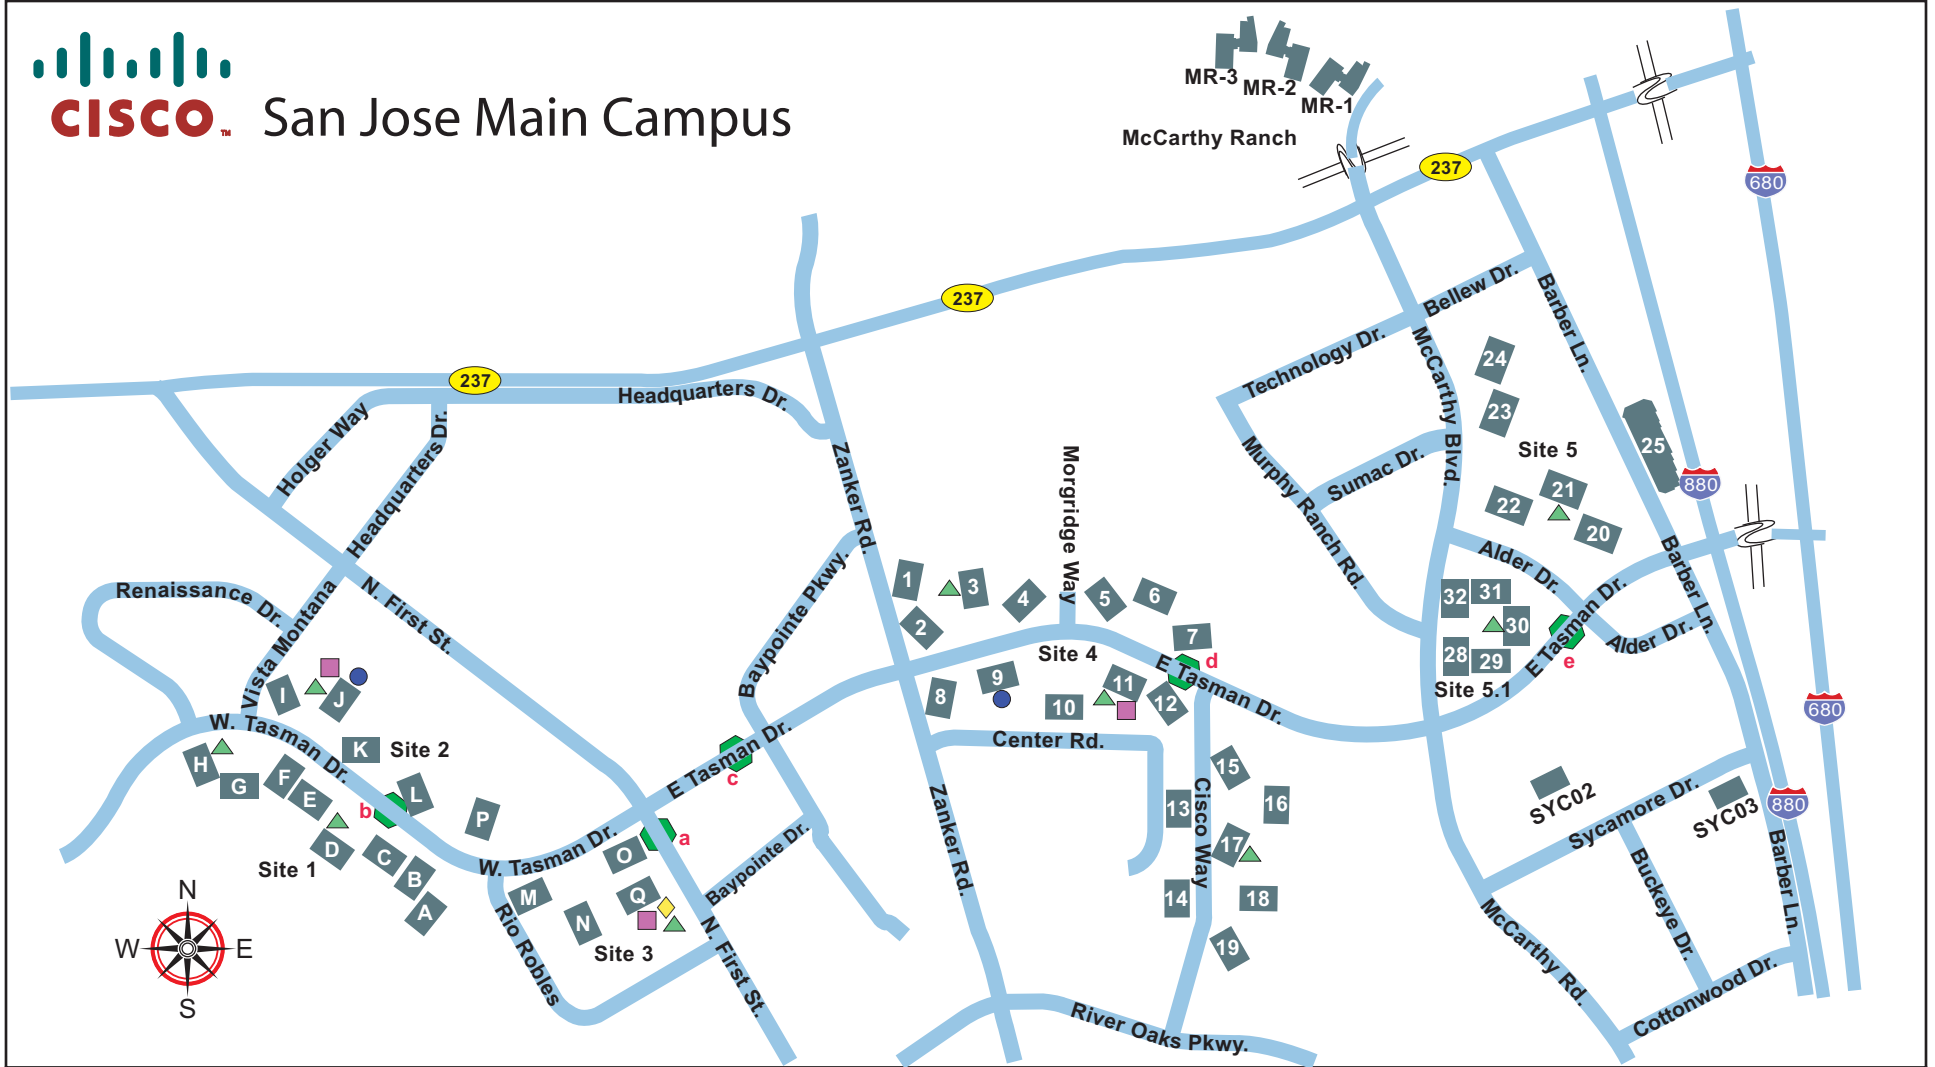 CISCO ™
San Jose Main Campus
MR-3
MR-2
MR-1
McCarthy Ranch
237
680
237
Bellew Dr.
Barber Ln.
Technology Dr.
McCarthy Blvd.
24
237
Headquarters Dr.
23
25
Site 5
Holger Way
Headquarters Dr.
Zanker Rd.
Morgridge Way
Murphy Ranch Rd.
Sumac Dr.
21
22
20
880
Alder Dr.
Barber Ln.
Renaissance Dr.
N. First St.
Vista Montana
Baypointe Pkwy.
1
3
4
5
6
2
7
32
31
30
28
29
Site 5.1
E Tasman Dr.
e
Alder Dr.
Site 4
d
E Tasman Dr.
I
J
8
9
10
11
12
680
W. Tasman Dr.
K
Site 2
Center Rd.
H
G
F
E
L
b
c
E Tasman Dr.
15
13
Cisco Way
16
SYC02
Sycamore Dr.
SYC03
880
D
C
B
A
P
Site 1
W. Tasman Dr.
O
a
Baypointe Dr.
Zanker Rd.
17
14
18
19
Buckeye Dr.
Barber Ln.
N
W
E
S
M
N
Q
Site 3
Rio Robles
N. First St.
McCarthy Rd.
Cottonwood Dr.
River Oaks Pkwy.